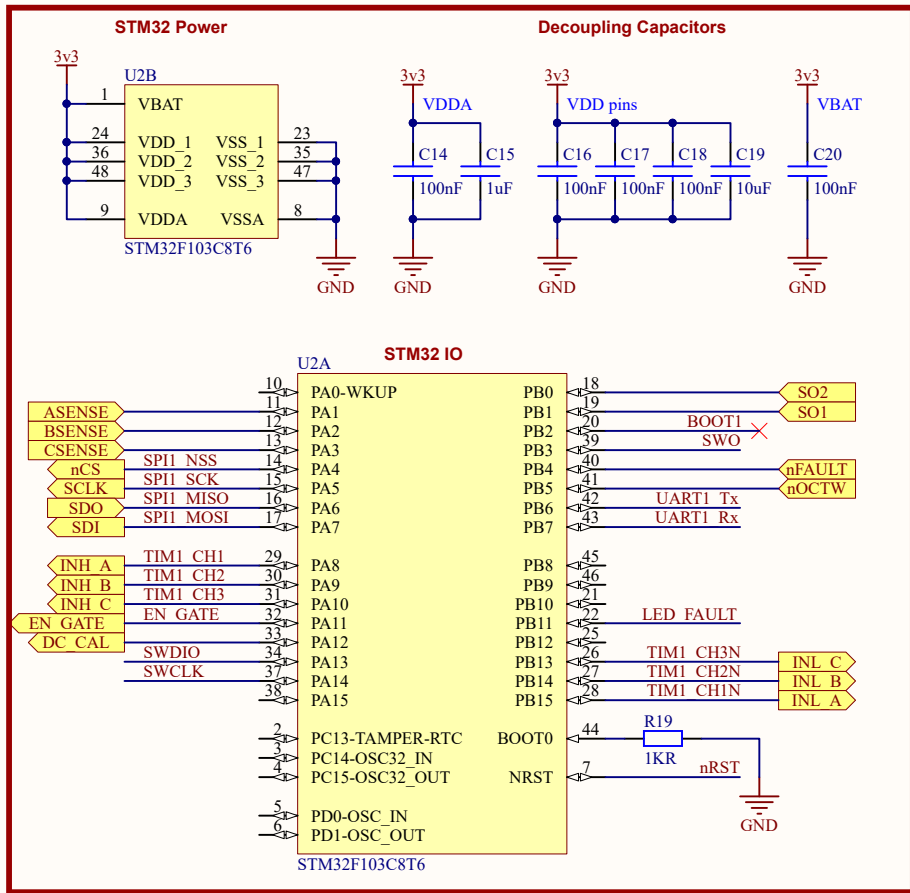 STM32 Power
3v3
U2B
1 VBAT
24 VDD_1 VSS_1 23
36 VDD_2 VSS_2 35
48 VDD_3 VSS_3 47
9 VDDA VSSA 8
STM32F103C8T6
GND
Decoupling Capacitors
3v3 3v3 3v3
VDDA VDD pins VBAT
C14 C15 C16 C17 C18 C19 C20
100nF 1uF 100nF 100nF 100nF 10uF 100nF
GND GND GND
STM32 IO
U2A
10 PA0-WKUP PB0 18 SO2
ASENSE 11 PA1 PB1 19 SO1
BSENSE 12 PA2 PB2 20 BOOT1
CSENSE 13 PA3 PB3 39 SWO
nCS SPI1_NSS 14 PA4 PB4 40 nFAULT
SCLK SPI1_SCK 15 PA5 PB5 41 nOCTW
SDO SPI1_MISO 16 PA6 PB6 42 UART1_Tx
SDI SPI1_MOSI 17 PA7 PB7 43 UART1_Rx
INH_A TIM1_CH1 29 PA8 PB8 45
INH_B TIM1_CH2 30 PA9 PB9 46
INH_C TIM1_CH3 31 PA10 PB10 21
EN_GATE EN_GATE 32 PA11 PB11 22 LED_FAULT
DC_CAL 33 PA12 PB12 25
SWDIO 34 PA13 PB13 26 TIM1_CH3N INL_C
SWCLK 37 PA14 PB14 27 TIM1_CH2N INL_B
38 PA15 PB15 28 TIM1_CH1N INL_A
2 PC13-TAMPER-RTC BOOT0 44 R19
3 PC14-OSC32_IN 1KR
4 PC15-OSC32_OUT NRST 7 nRST
5 PD0-OSC_IN GND
6 PD1-OSC_OUT
STM32F103C8T6